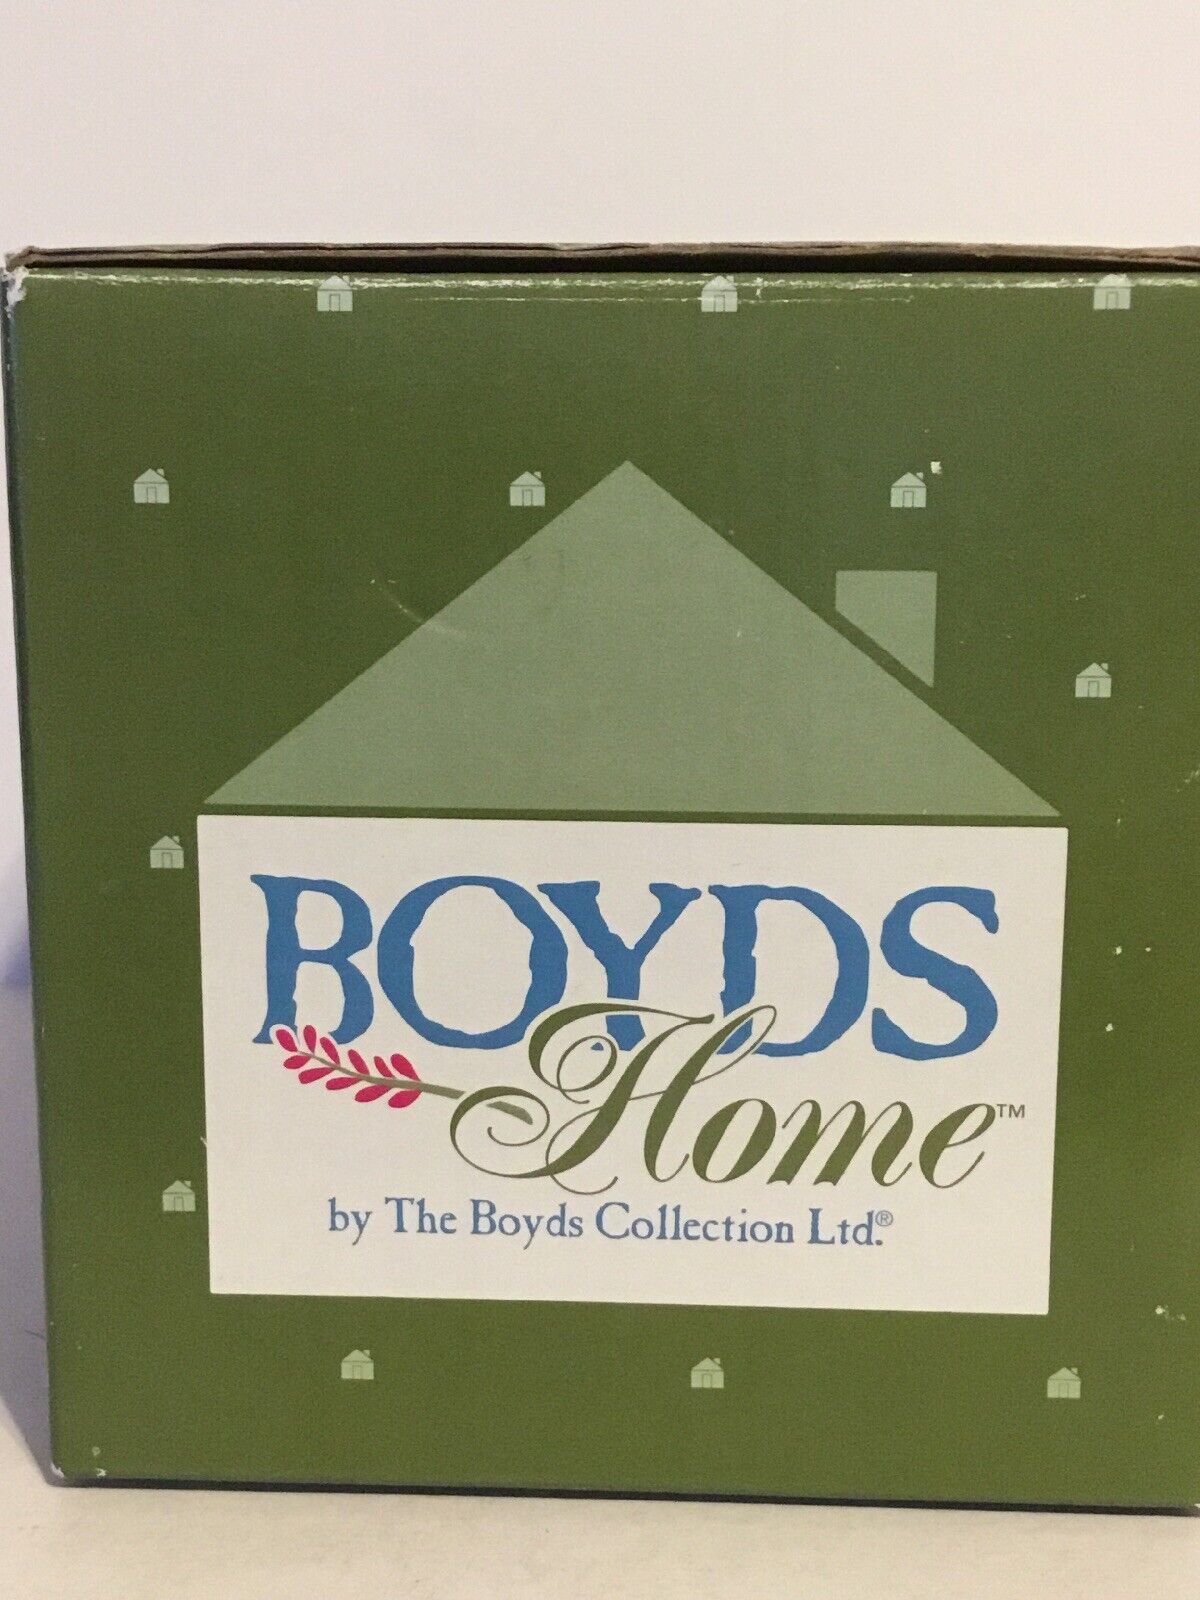 BOYDS
Home™
by The Boyds Collection Ltd.®